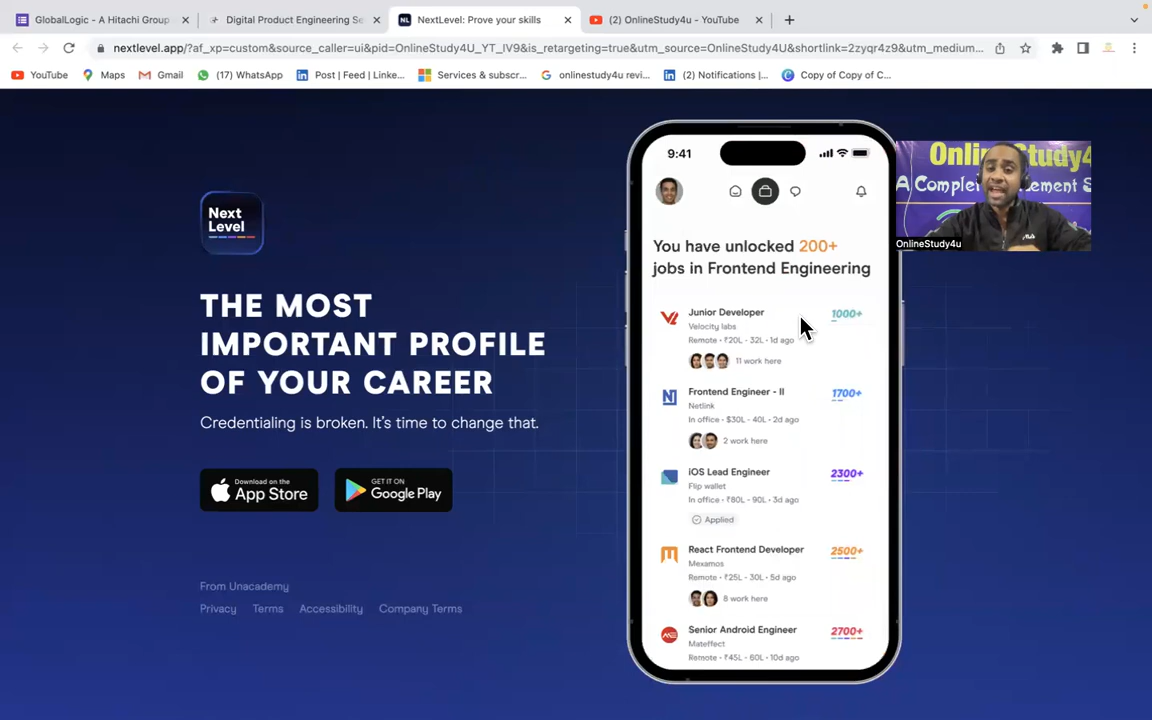 GlobalLogic - A Hitachi Group
Digital Product Engineering Se
NextLevel: Prove your skills
(2) OnlineStudy4u - YouTube
nextlevel.app/?af_xp=custom&source_caller=ui&pid=OnlineStudy4U_YT_IV9&is_retargeting=true&utm_source=OnlineStudy4U&shortlink=2zyqr4z9&utm_medium...
YouTube
Maps
Gmail
(17) WhatsApp
Post | Feed | Linke...
Services & subscr...
onlinestudy4u revi...
(2) Notifications |...
Copy of Copy of C...
Next
Level
THE MOST
IMPORTANT PROFILE
OF YOUR CAREER
Credentialing is broken. It's time to change that.
Download on the
App Store
GET IT ON
Google Play
From Unacademy
Privacy
Terms
Accessibility
Company Terms
9:41
You have unlocked 200+
jobs in Frontend Engineering
Junior Developer
1000+
Velocity labs
Remote • ₹20L - 32L • 1d ago
11 work here
Frontend Engineer - II
1700+
Netlink
In office • $30L - 40L • 2d ago
2 work here
iOS Lead Engineer
2300+
Flip wallet
In office • ₹80L - 90L • 3d ago
Applied
React Frontend Developer
2500+
Mexamos
Remote • ₹25L - 30L • 5d ago
8 work here
Senior Android Engineer
2700+
Mateffect
Remote • ₹45L - 60L • 10d ago
OnlineStudy4u